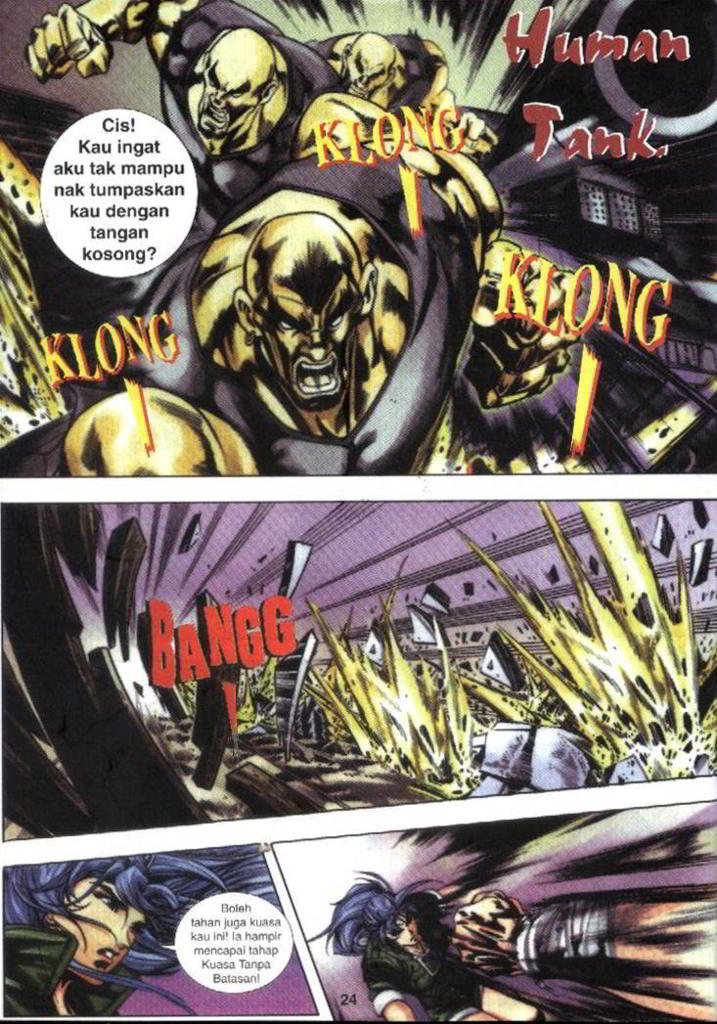 Human
Tank.
Cis!
Kau ingat
aku tak mampu
nak tumpaskan
kau dengan
tangan
kosong?
KLONG!
KLONG!
KLONG!
BANGG!
Boleh
tahan juga kuasa
kau ini! Ia hampir
mencapai tahap
Kuasa Tanpa
Batasan!
24